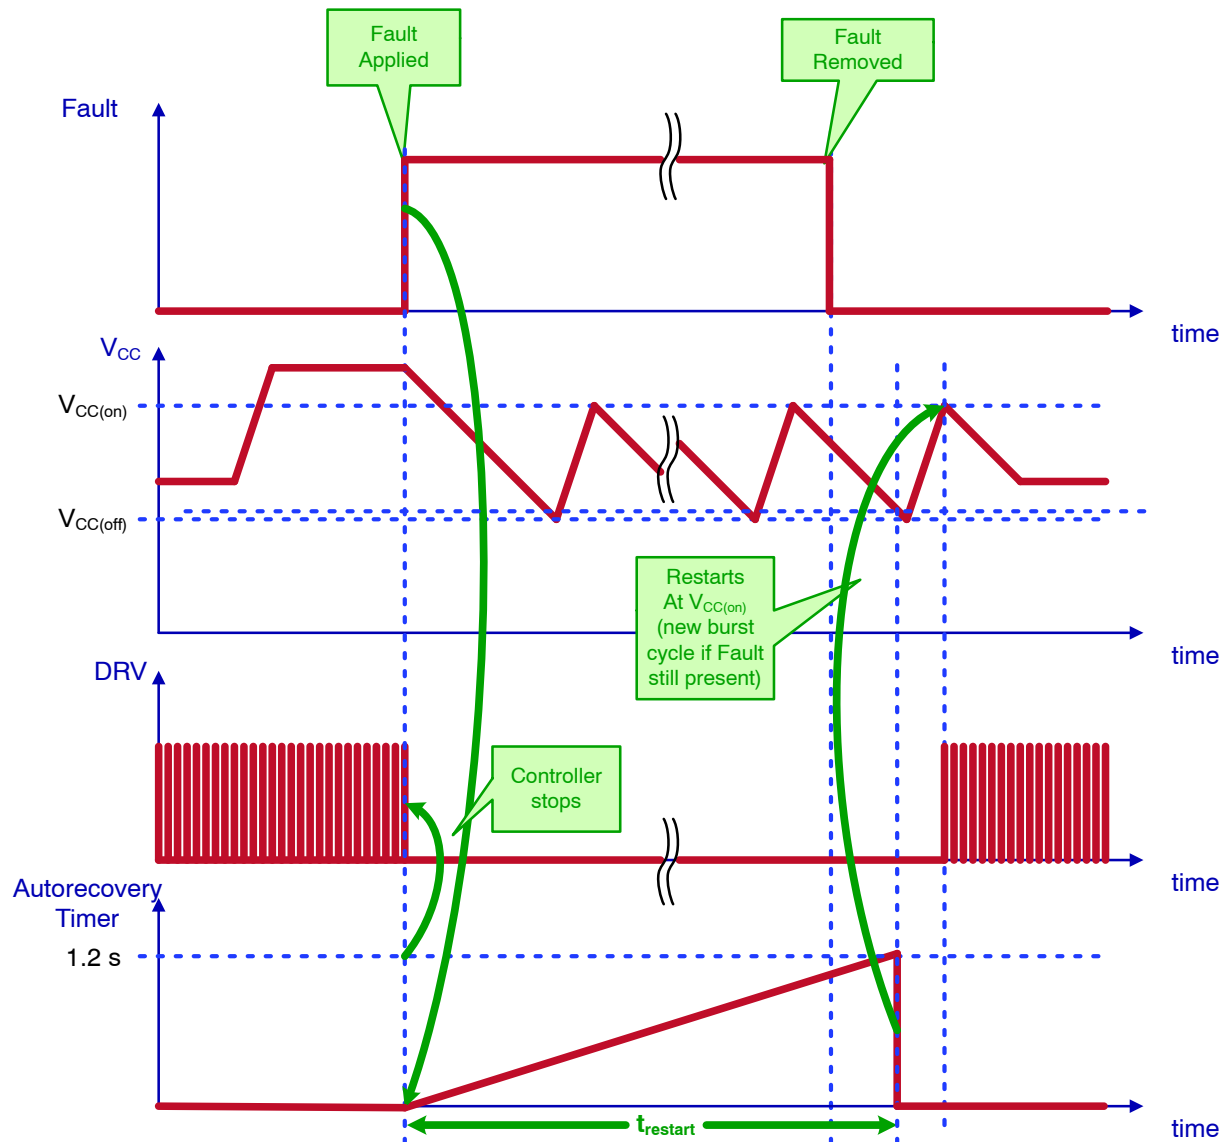 Fault
Applied
Fault
Removed
Fault
time
VCC
VCC(on)
VCC(off)
Restarts
At VCC(on)
(new burst
cycle if Fault
still present)
time
DRV
Controller
stops
time
Autorecovery
Timer
1.2 s
trestart
time